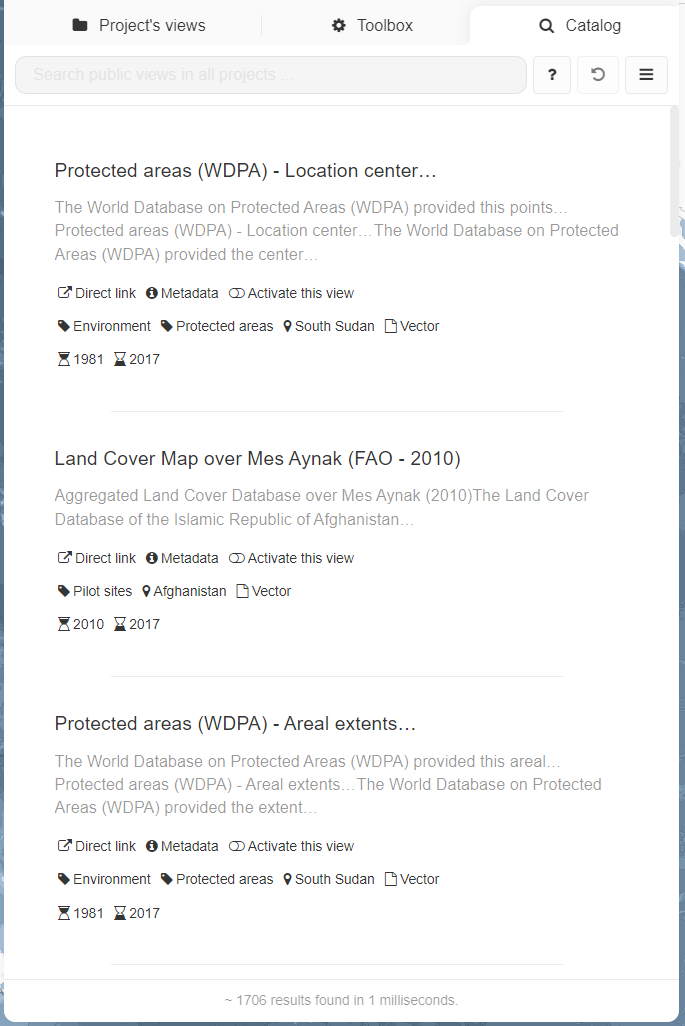 Project's views Toolbox Catalog
Search public views in all projects ... ?
Protected areas (WDPA) - Location center…
The World Database on Protected Areas (WDPA) provided this points…
Protected areas (WDPA) - Location center…The World Database on Protected
Areas (WDPA) provided the center…
Direct link Metadata Activate this view
Environment Protected areas South Sudan Vector
1981 2017
Land Cover Map over Mes Aynak (FAO - 2010)
Aggregated Land Cover Database over Mes Aynak (2010)The Land Cover
Database of the Islamic Republic of Afghanistan…
Direct link Metadata Activate this view
Pilot sites Afghanistan Vector
2010 2017
Protected areas (WDPA) - Areal extents…
The World Database on Protected Areas (WDPA) provided this areal…
Protected areas (WDPA) - Areal extents…The World Database on Protected
Areas (WDPA) provided the extent…
Direct link Metadata Activate this view
Environment Protected areas South Sudan Vector
1981 2017
~ 1706 results found in 1 milliseconds.